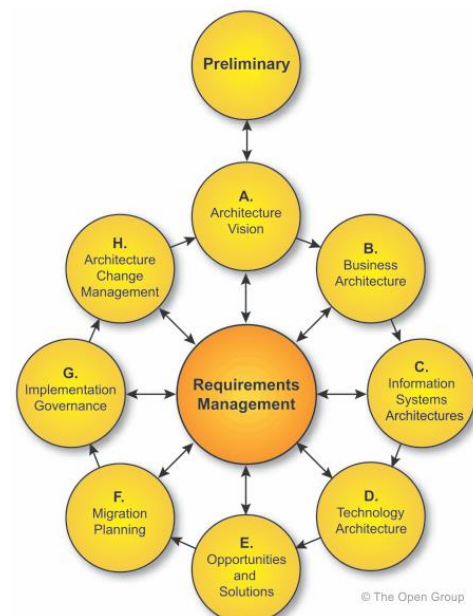 Preliminary
A.
Architecture
Vision
B.
Business
Architecture
C.
Information
Systems
Architectures
D.
Technology
Architecture
E.
Opportunities
and
Solutions
F.
Migration
Planning
G.
Implementation
Governance
H.
Architecture
Change
Management
Requirements
Management
© The Open Group